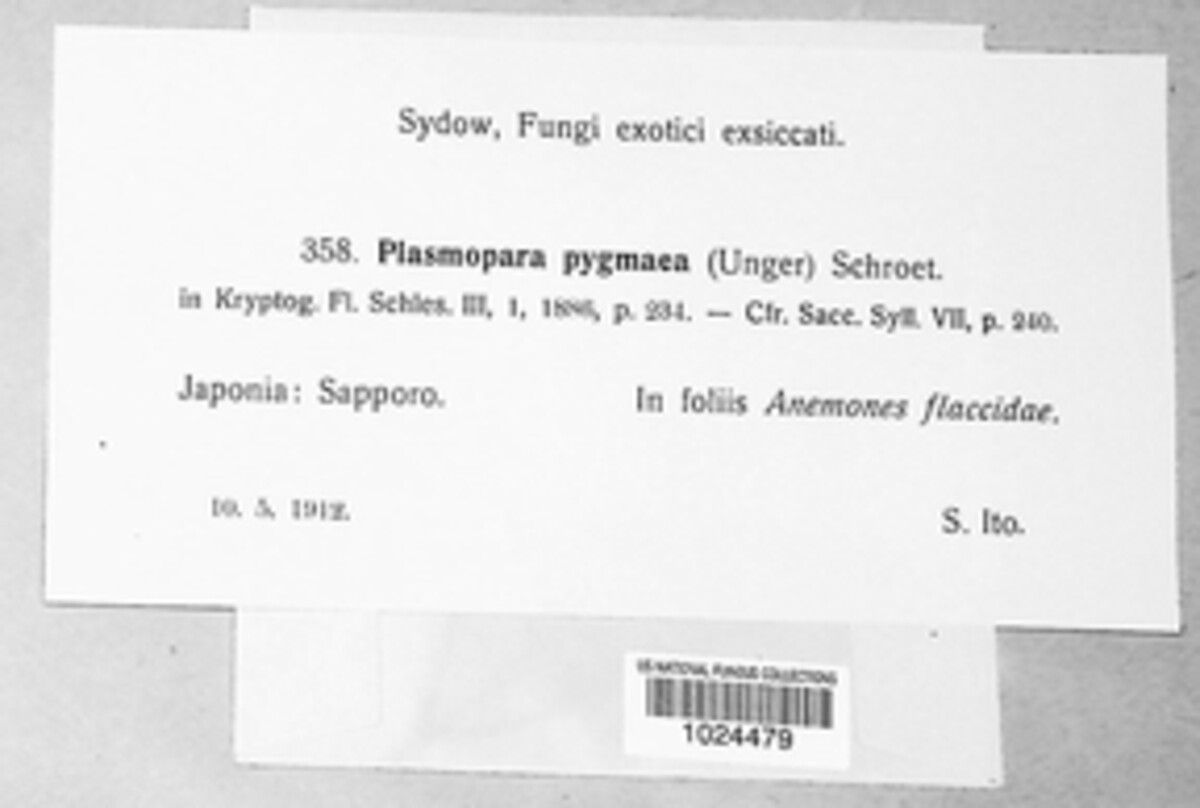 Sydow, Fungi exotici exsiccati.
358. Plasmopara pygmaea (Unger) Schroet.
in Kryptog. Fl. Schles. III, 1, 1886, p. 234. — Cfr. Sacc. Syll. VII, p. 240.
Japonia: Sapporo. In foliis Anemones flaccidae.
10. 5. 1912. S. Ito.
US NATIONAL FUNGUS COLLECTIONS
1024479